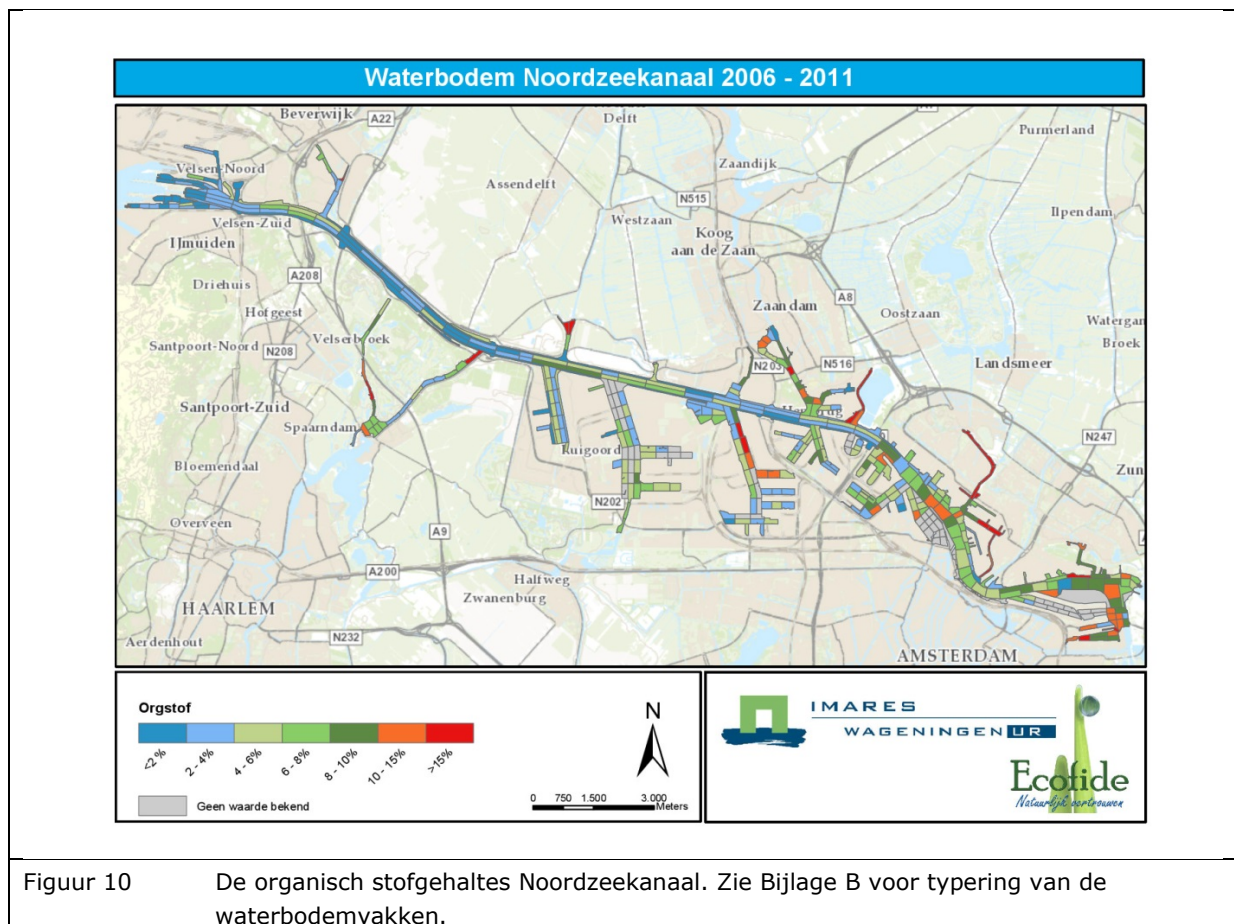 Waterbodem Noordzeekanaal 2006 - 2011
Beverwijk
A22
Delft
Purmerland
Velsen-Noord
Zaandijk
Assendelft
N515
Ilpendam
Westzaan
Velsen-Zuid
Koog
aan de Zaan
IJmuiden
A208
Driehuis
A8
Zaandam
Oostzaan
Hofgeest
Watergan
Broek
Santpoort-Noord
N208
Velserbroek
N203
N516
Landsmeer
Santpoort-Zuid
Spaarndam
N247
Ruigoord
Bloemendaal
Zun
N202
Overveen
A9
A200
Halfweg
Zwanenburg
HAARLEM
N232
Aerdenhout
AMSTERDAM
Orgstof
<2 %
2 - 4%
4 - 6%
6 - 8%
8 - 10%
10 - 15%
>15%
Geen waarde bekend
N
0 750 1.500 3.000
Meters
IMARES
WAGENINGEN UR
Ecofide
Natuurlijk vertrouwen
Figuur 10 De organisch stofgehaltes Noordzeekanaal. Zie Bijlage B voor typering van de
waterbodemvakken.